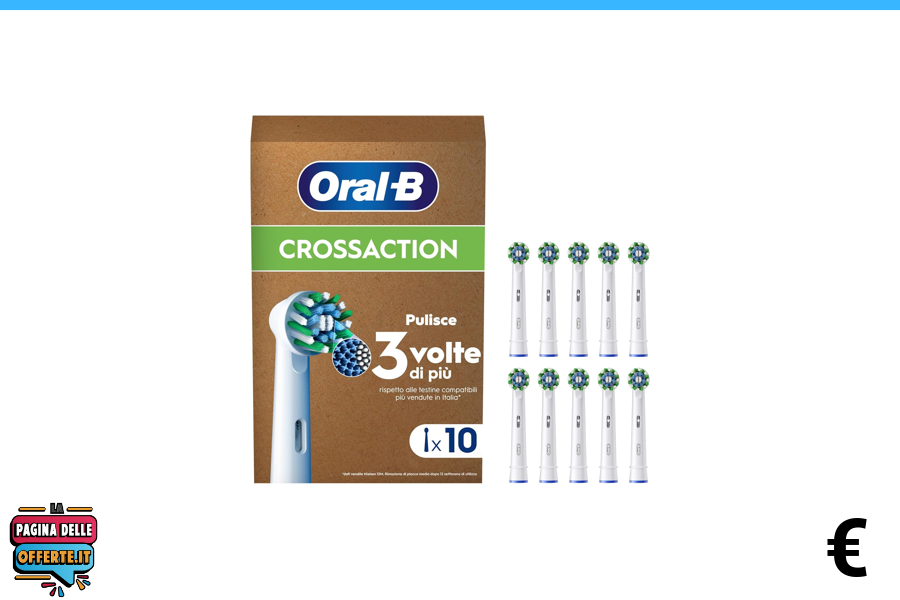 Oral-B
CROSSACTION
Pulisce
3 volte
di più
rispetto alle testine compatibili
più vendute in Italia*
x10
LA
PAGINA DELLE
OFFERTE.IT
€